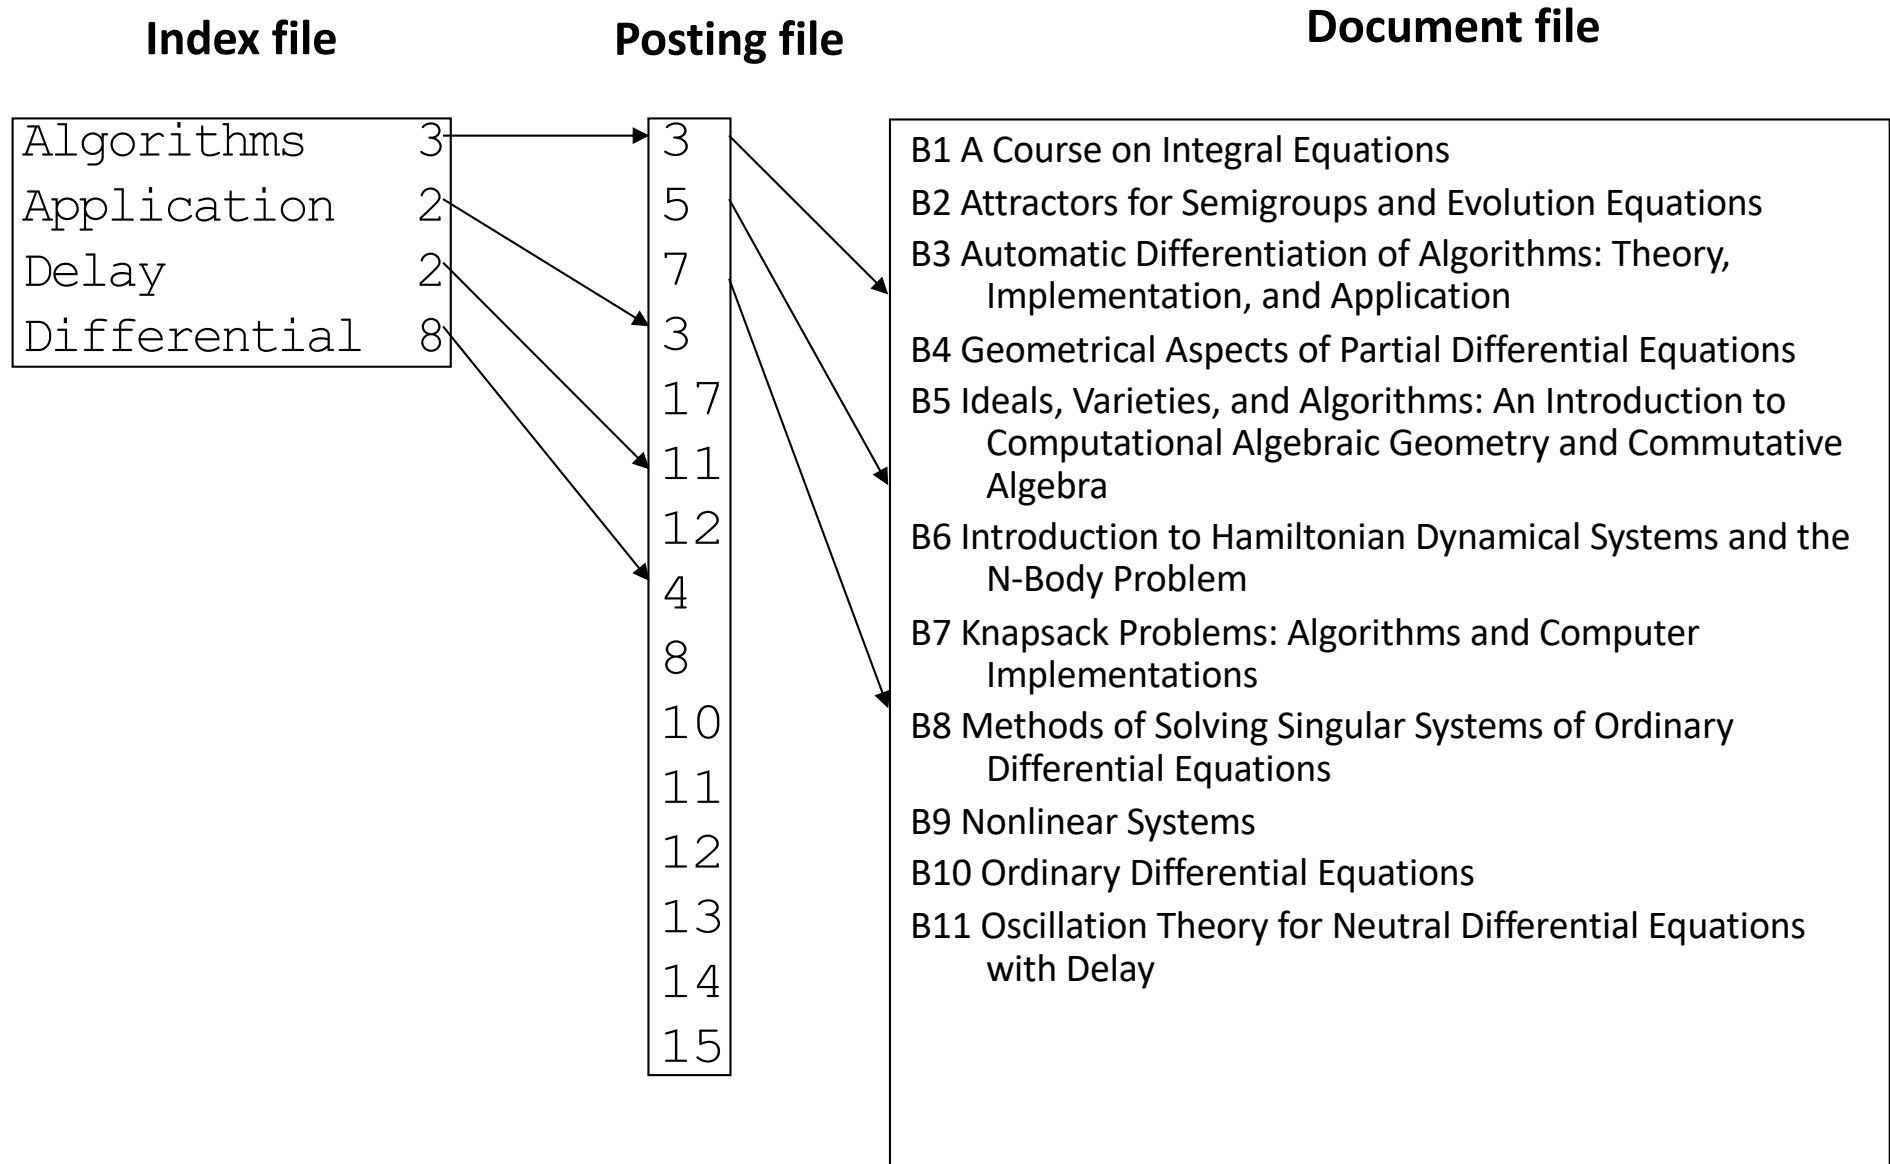 Index file
Posting file
Document file
Algorithms 3
Application 2
Delay 2
Differential 8
3
5
7
3
17
11
12
4
8
10
11
12
13
14
15
B1 A Course on Integral Equations
B2 Attractors for Semigroups and Evolution Equations
B3 Automatic Differentiation of Algorithms: Theory,
Implementation, and Application
B4 Geometrical Aspects of Partial Differential Equations
B5 Ideals, Varieties, and Algorithms: An Introduction to
Computational Algebraic Geometry and Commutative
Algebra
B6 Introduction to Hamiltonian Dynamical Systems and the
N-Body Problem
B7 Knapsack Problems: Algorithms and Computer
Implementations
B8 Methods of Solving Singular Systems of Ordinary
Differential Equations
B9 Nonlinear Systems
B10 Ordinary Differential Equations
B11 Oscillation Theory for Neutral Differential Equations
with Delay